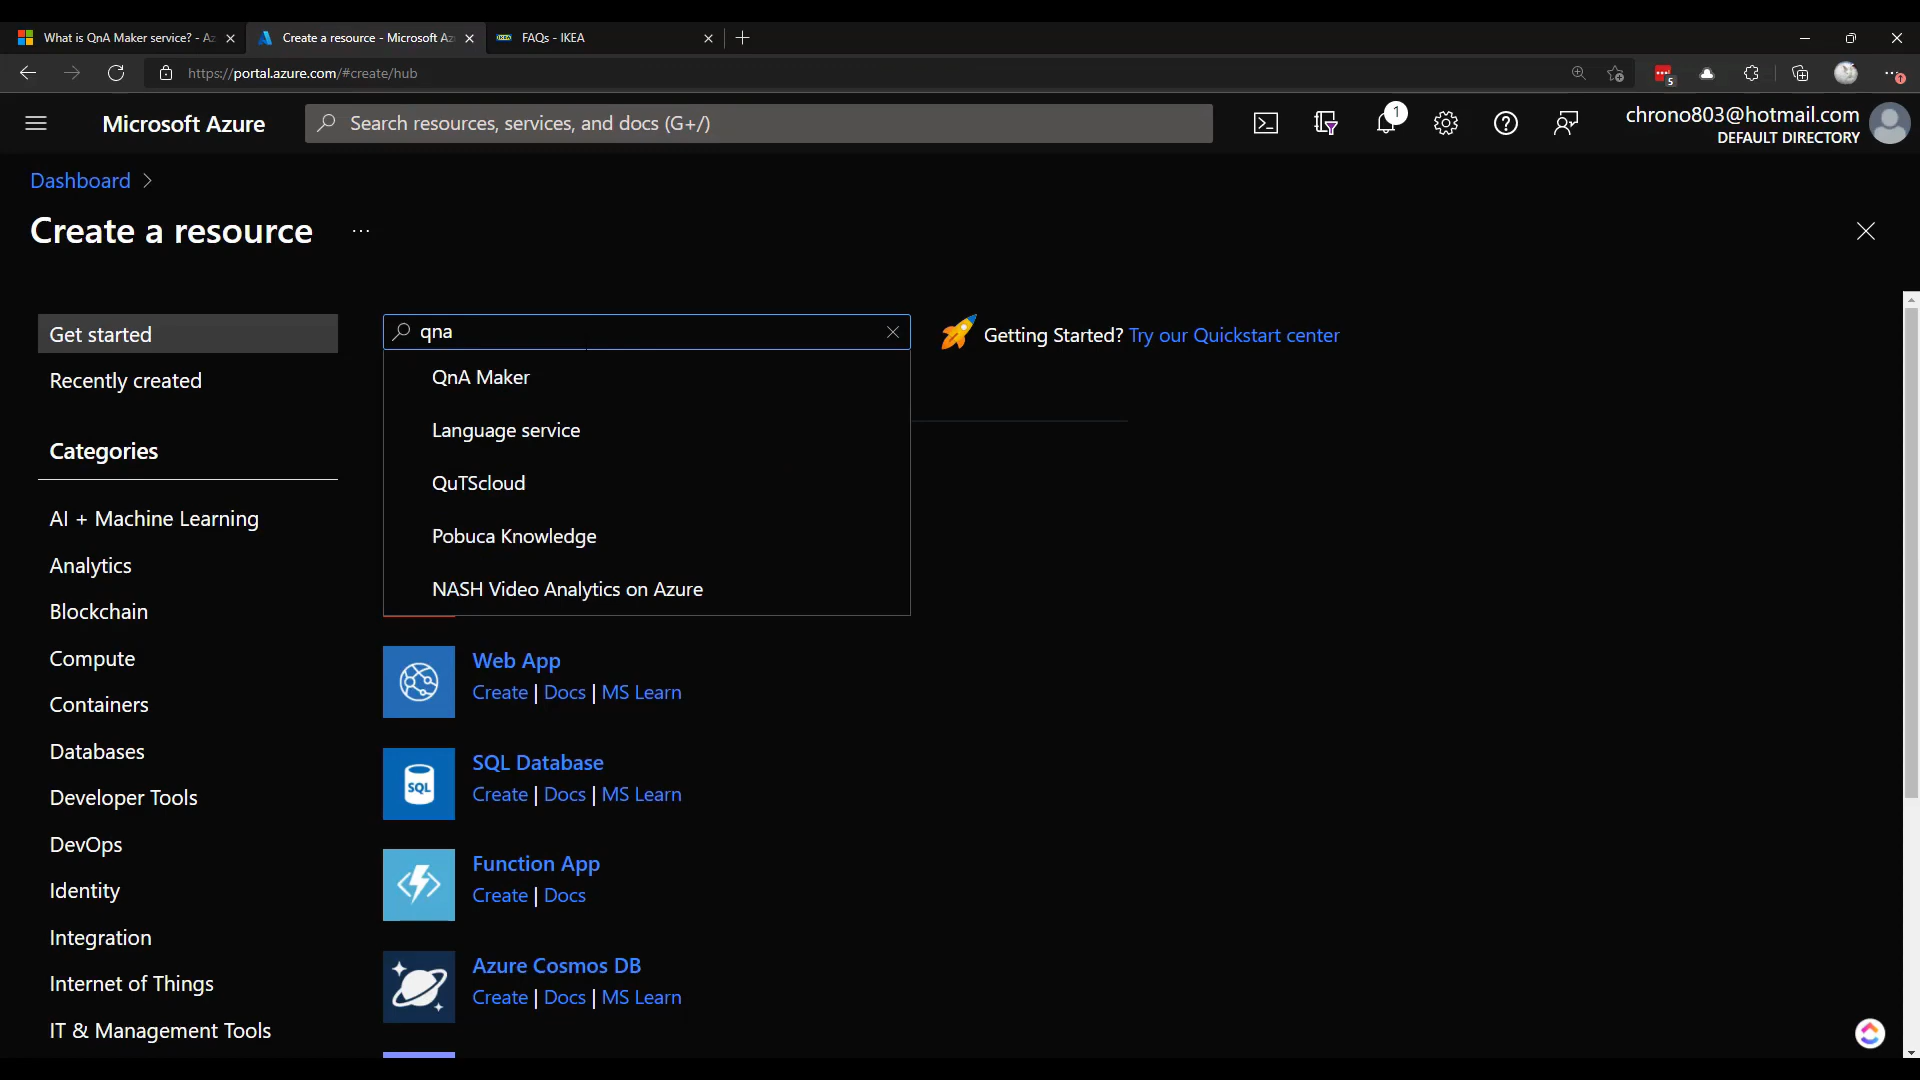 What is QnA Maker service? - Az
Create a resource - Microsoft Az
FAQs - IKEA
https://portal.azure.com/#create/hub
5
Microsoft Azure
Search resources, services, and docs (G+/)
1
chrono803@hotmail.com
DEFAULT DIRECTORY
Dashboard
Create a resource
Get started
Recently created
Categories
AI + Machine Learning
Analytics
Blockchain
Compute
Containers
Databases
Developer Tools
DevOps
Identity
Integration
Internet of Things
IT & Management Tools
qna
QnA Maker
Language service
QuTScloud
Pobuca Knowledge
NASH Video Analytics on Azure
Getting Started? Try our Quickstart center
Web App
Create | Docs | MS Learn
SQL
SQL Database
Create | Docs | MS Learn
Function App
Create | Docs
Azure Cosmos DB
Create | Docs | MS Learn